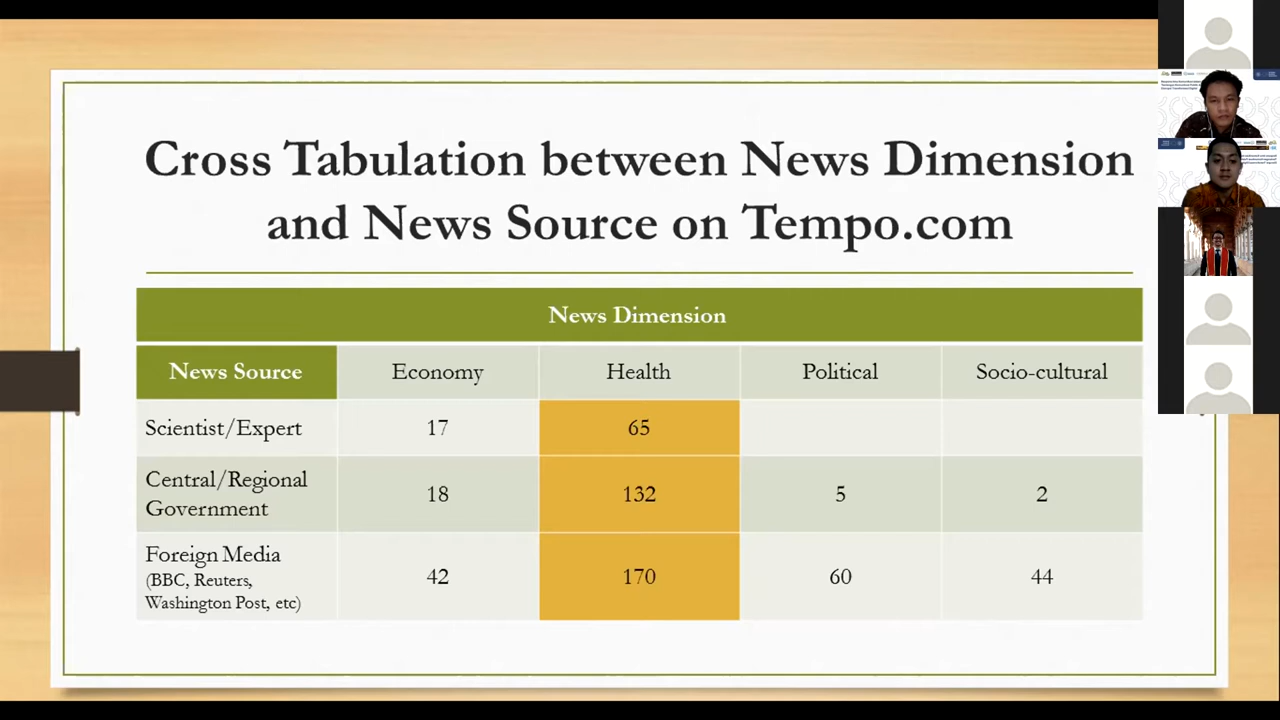 Cross Tabulation between News Dimension
and News Source on Tempo.com
News Dimension
News Source Economy Health Political Socio-cultural
Scientist/Expert 17 65
Central/Regional
Government 18 132 5 2
Foreign Media
(BBC, Reuters,
Washington Post, etc) 42 170 60 44